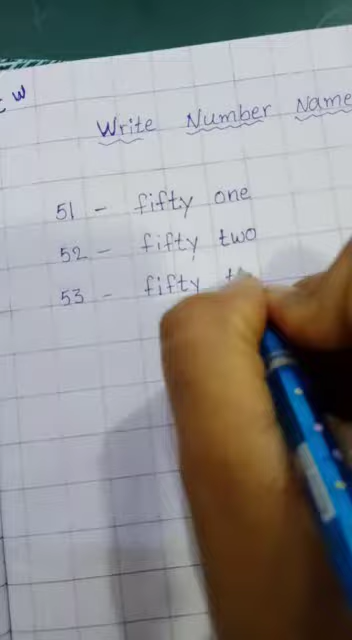 W
Write Number Name
51 - fifty one
52 - fifty two
53 - fifty t